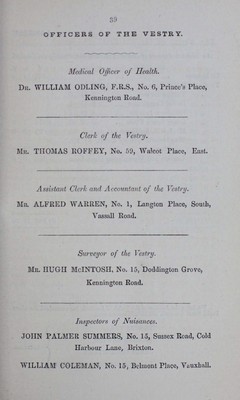 59
OFFICERS OF THE VESTRY.
Medical Officer of Health.
DR. WILLIAM ODLING, F.R.S., No. 6, Prince's Place,
Kennington Road.
Clerk of the Vestry.
MR. THOMAS ROFFEY, No. 59, Walcot Place, East.
Assistant Clerk and Accountant of the Vestry.
MR. ALFRED WARREN, No. 1, Langton Place, South,
Vassall Road.
Surveyor of the Vestry.
MR. HUGH McINTOSH, No. 15, Doddington Grove,
Kennington Road.
Inspectors of Nuisances.
JOHN PALMER SUMMERS, No. 15, Sussex Road, Cold
Harbour Lane, Brixton.
WILLIAM COLEMAN, No. 15, Belmont Place, Vauxhall.